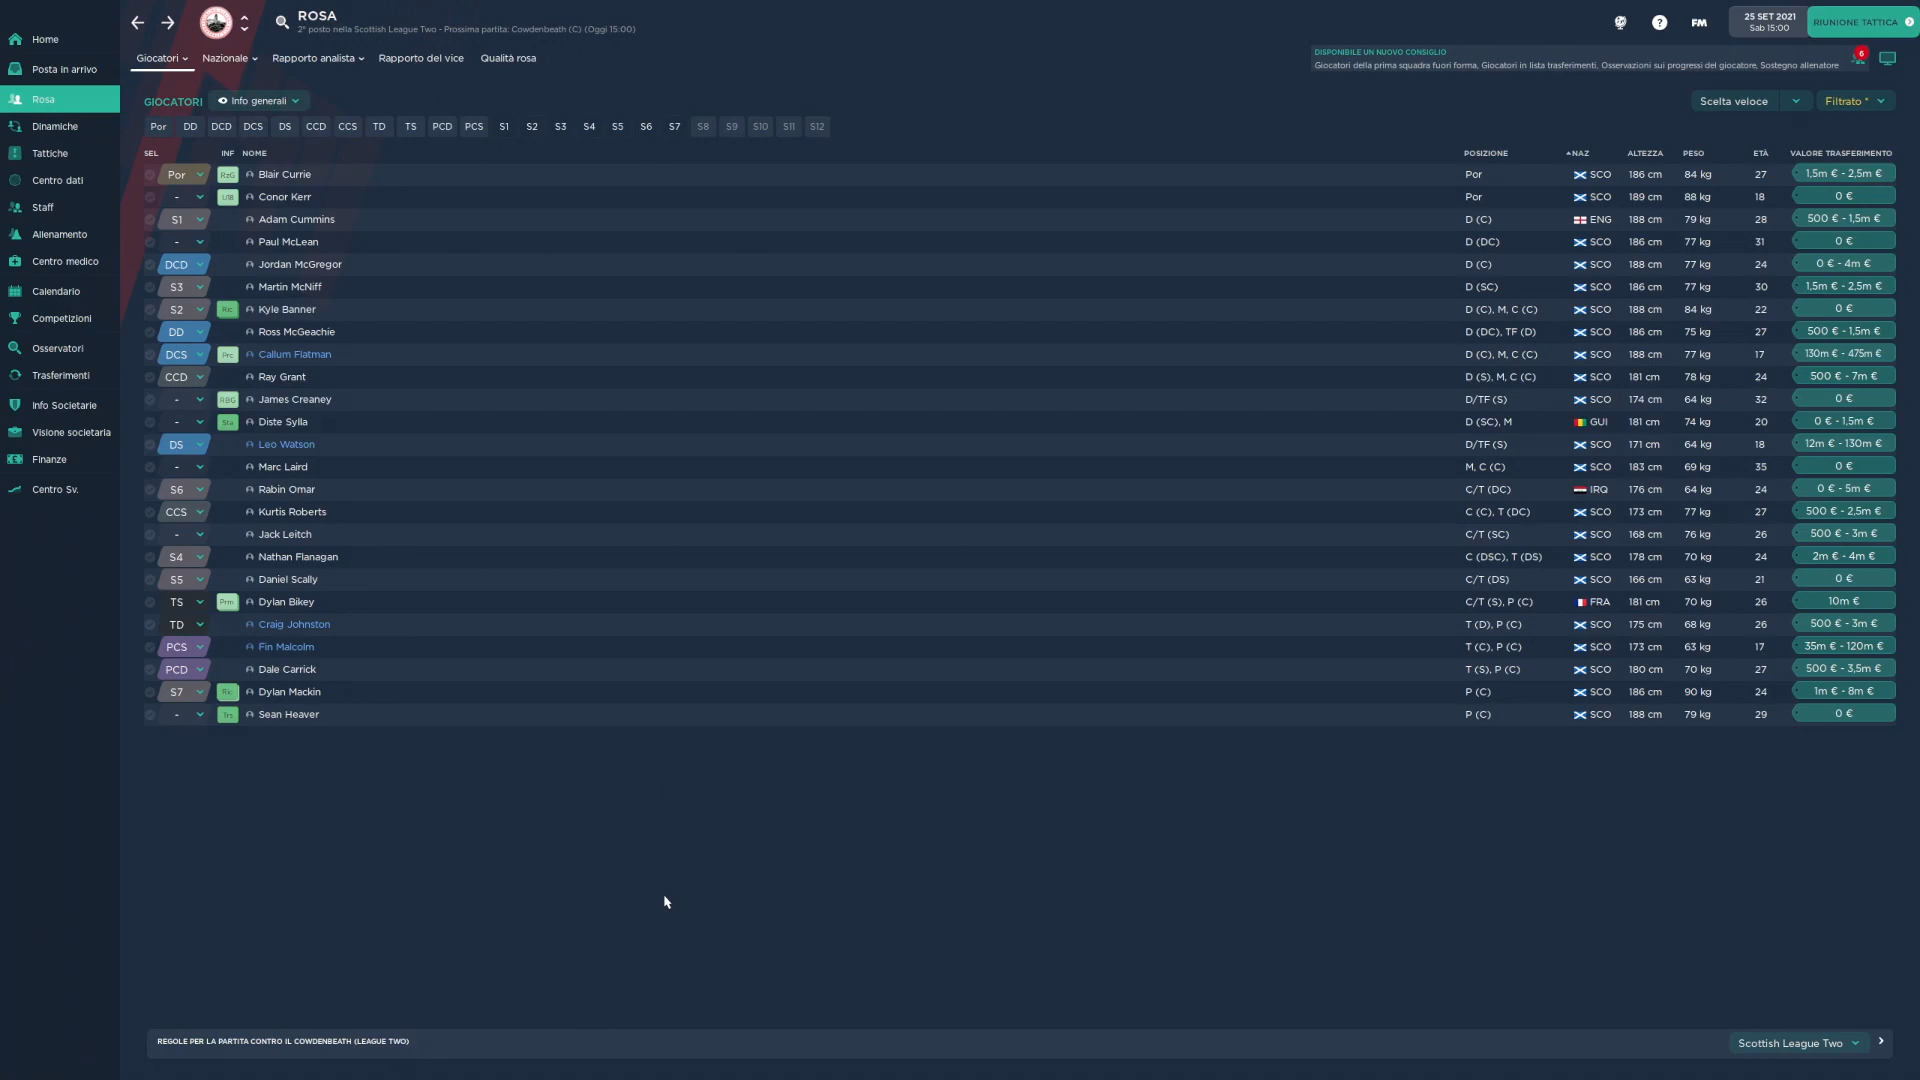 ROSA
2° posto nella Scottish League Two - Prossima partita: Cowdenbeath (C) (Oggi 15:00)
FM
25 SET 2021
Sab 15:00
RIUNIONE TATTICA
Home
Posta in arrivo
Rosa
Dinamiche
Tattiche
Centro dati
Staff
Allenamento
Centro medico
Calendario
Competizioni
Osservatori
Trasferimenti
Info Societarie
Visione societaria
Finanze
Centro Sv.
Giocatori Nazionale Rapporto analista Rapporto del vice Qualità rosa
DISPONIBILE UN NUOVO CONSIGLIO
Giocatori della prima squadra fuori forma, Giocatori in lista trasferimenti, Osservazioni sui progressi del giocatore, Sostegno allenatore
6
GIOCATORI Info generali Scelta veloce Filtrato *
Por DD DCD DCS DS CCD CCS TD TS PCD PCS S1 S2 S3 S4 S5 S6 S7 S8 S9 S10 S11 S12
SEL INF NOME POSIZIONE NAZ ALTEZZA PESO ETÀ VALORE TRASFERIMENTO
Por RzG Blair Currie Por SCO 186 cm 84 kg 27 1,5m € - 2,5m €
- U18 Conor Kerr Por SCO 189 cm 88 kg 18 0 €
S1 Adam Cummins D (C) ENG 188 cm 79 kg 28 500 € - 1,5m €
- Paul McLean D (DC) SCO 186 cm 77 kg 31 0 €
DCD Jordan McGregor D (C) SCO 188 cm 77 kg 24 0 € - 4m €
S3 Martin McNiff D (SC) SCO 186 cm 77 kg 30 1,5m € - 2,5m €
S2 Ric Kyle Banner D (C), M, C (C) SCO 188 cm 84 kg 22 0 €
DD Ross McGeachie D (DC), TF (D) SCO 186 cm 75 kg 27 500 € - 1,5m €
DCS Prc Callum Flatman D (C), M, C (C) SCO 188 cm 77 kg 17 130m € - 475m €
CCD Ray Grant D (S), M, C (C) SCO 181 cm 78 kg 24 500 € - 7m €
- RBG James Creaney D/TF (S) SCO 174 cm 64 kg 32 0 €
- Sta Diste Sylla D (SC), M GUI 181 cm 74 kg 20 0 € - 1,5m €
DS Leo Watson D/TF (S) SCO 171 cm 64 kg 18 12m € - 130m €
- Marc Laird M, C (C) SCO 183 cm 69 kg 35 0 €
S6 Rabin Omar C/T (DC) IRQ 176 cm 64 kg 24 0 € - 5m €
CCS Kurtis Roberts C (C), T (DC) SCO 173 cm 77 kg 27 500 € - 2,5m €
- Jack Leitch C/T (SC) SCO 168 cm 76 kg 26 500 € - 3m €
S4 Nathan Flanagan C (DSC), T (DS) SCO 178 cm 70 kg 24 2m € - 4m €
S5 Daniel Scally C/T (DS) SCO 166 cm 63 kg 21 0 €
TS Prm Dylan Bikey C/T (S), P (C) FRA 181 cm 70 kg 26 10m €
TD Craig Johnston T (D), P (C) SCO 175 cm 68 kg 26 500 € - 3m €
PCS Fin Malcolm T (C), P (C) SCO 173 cm 63 kg 17 35m € - 120m €
PCD Dale Carrick T (S), P (C) SCO 180 cm 70 kg 27 500 € - 3,5m €
S7 Ric Dylan Mackin P (C) SCO 186 cm 90 kg 24 1m € - 8m €
- Trs Sean Heaver P (C) SCO 188 cm 79 kg 29 0 €
REGOLE PER LA PARTITA CONTRO IL COWDENBEATH (LEAGUE TWO)
Scottish League Two